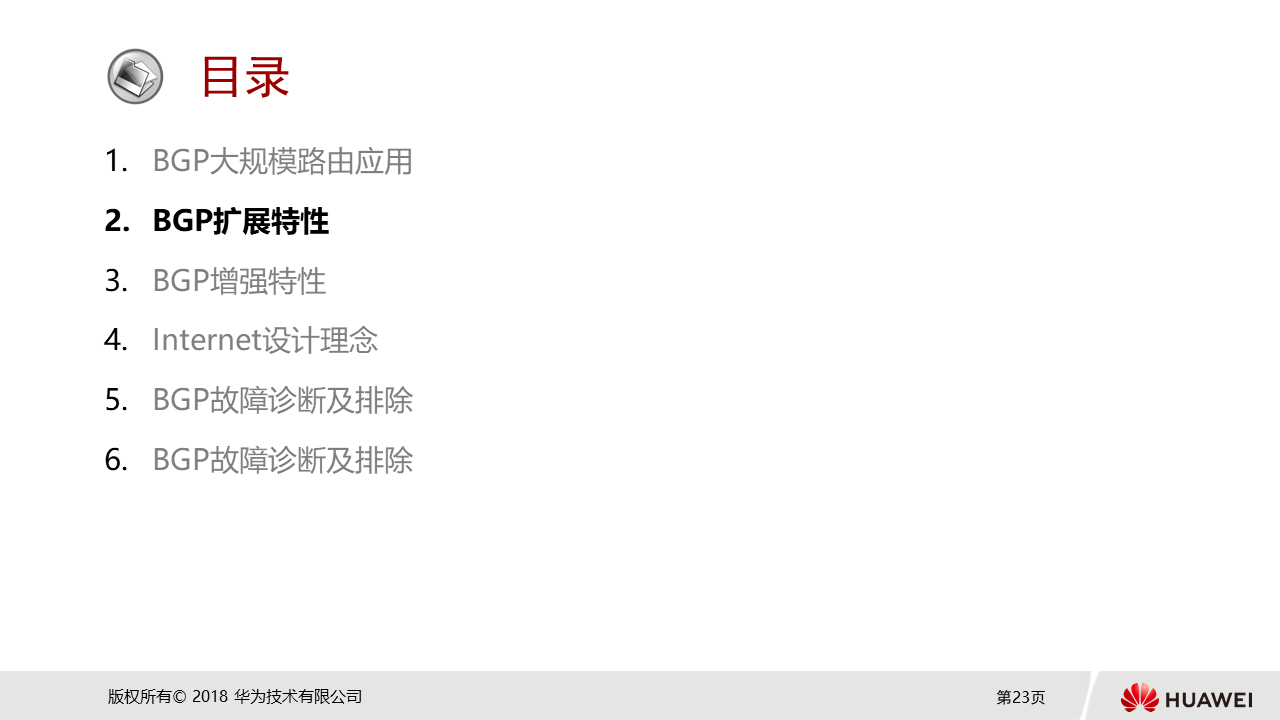 目录
1. BGP大规模路由应用
2. BGP扩展特性
3. BGP增强特性
4. Internet设计理念
5. BGP故障诊断及排除
6. BGP故障诊断及排除
版权所有© 2018 华为技术有限公司
第23页
HUAWEI